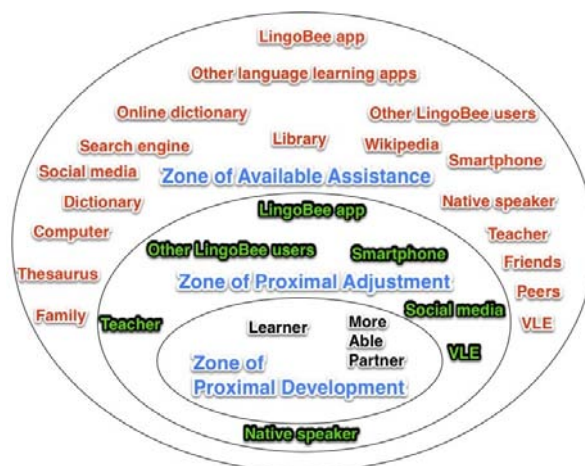 LingoBee app
Other language learning apps
Online dictionary
Other LingoBee users
Search engine
Library
Wikipedia
Social media
Zone of Available Assistance
Smartphone
Dictionary
LingoBee app
Native speaker
Computer
Other LingoBee users
Smartphone
Teacher
Thesaurus
Zone of Proximal Adjustment
Friends
Peers
Family
Teacher
Learner
More
Able
Partner
Social media
VLE
Zone of
Proximal Development
VLE
Native speaker